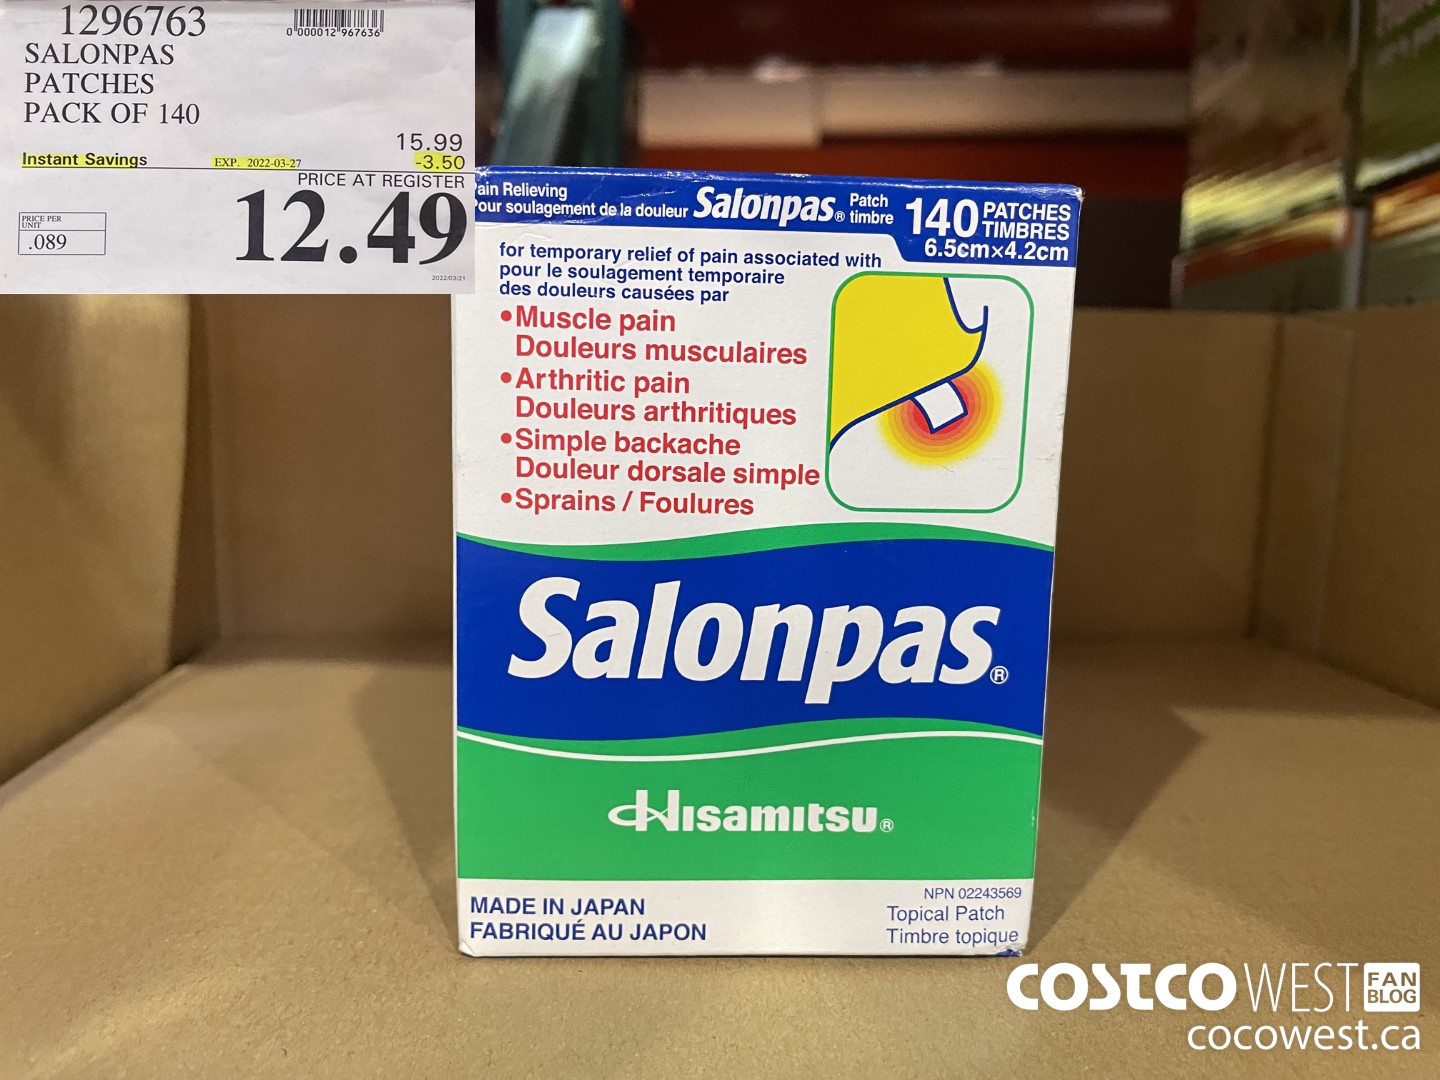 1296763
0"000012"967636"
SALONPAS
PATCHES
PACK OF 140
15.99
Instant Savings EXP. 2022-03-27 -3.50
PRICE AT REGISTER
12.49
PRICE PER
UNIT
.089
2022/03/21
ain Relieving
our soulagement de la douleur Salonpas® Patch
timbre
140 PATCHES
TIMBRES
6.5cm×4.2cm
for temporary relief of pain associated with
pour le soulagement temporaire
des douleurs causées par
•Muscle pain
Douleurs musculaires
•Arthritic pain
Douleurs arthritiques
•Simple backache
Douleur dorsale simple
•Sprains / Foulures
Salonpas®
Hisamitsu®
MADE IN JAPAN
FABRIQUÉ AU JAPON
NPN 02243569
Topical Patch
Timbre topique
COSTCO WEST FAN
BLOG
cocowest.ca